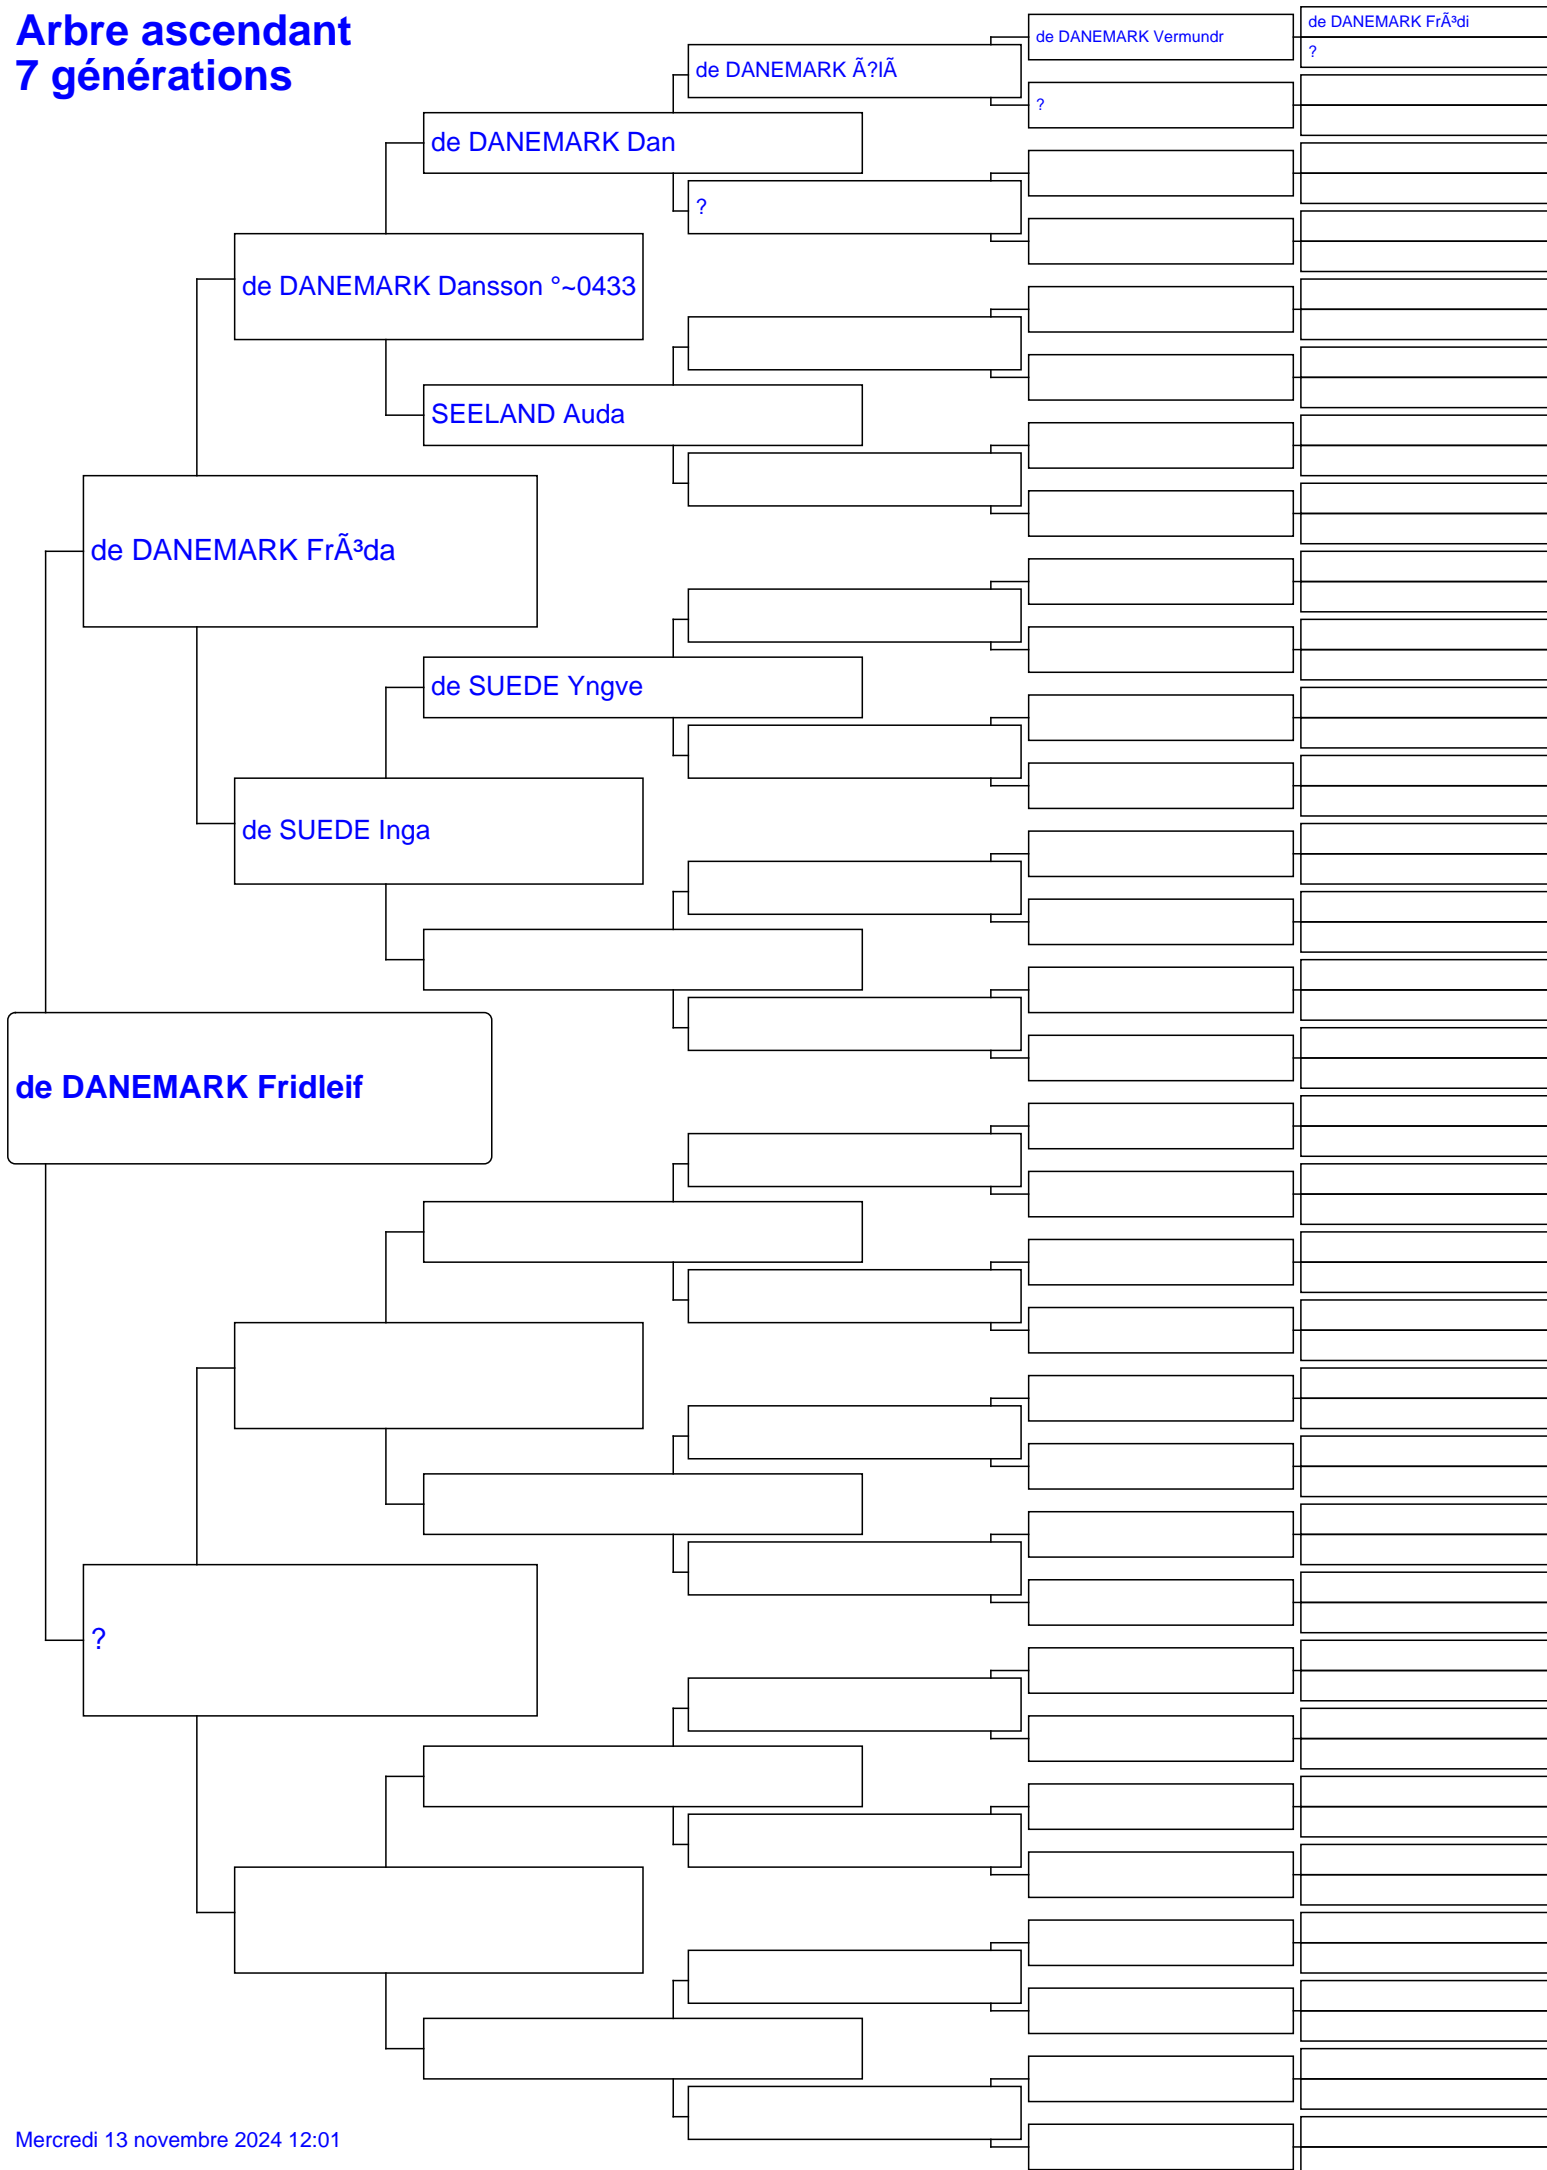 Arbre ascendant
7 générations
de DANEMARK Vermundr
de DANEMARK FrÃ³di
?
de DANEMARK Ã?lÃ
?
de DANEMARK Dan
?
de DANEMARK Dansson °~0433
SEELAND Auda
de DANEMARK FrÃ³da
de SUEDE Yngve
de SUEDE Inga
de DANEMARK Fridleif
?
Mercredi 13 novembre 2024 12:01